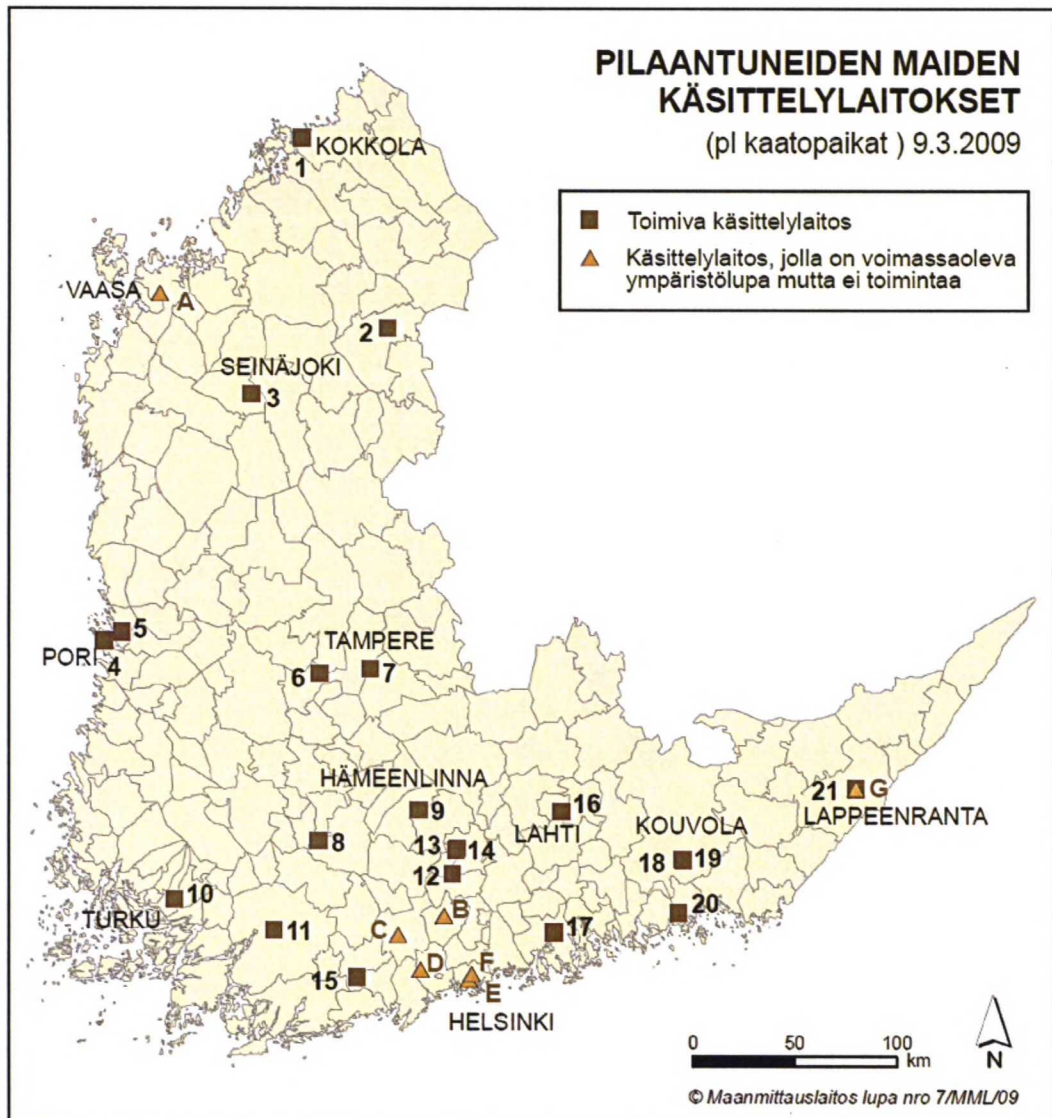 PILAANTUNEIDEN MAIDEN
KÄSITTELYLAITOKSET
(pl kaatopaikat ) 9.3.2009
Toimiva käsittelylaitos
Käsittelylaitos, jolla on voimassaoleva
ympäristölupa mutta ei toimintaa
KOKKOLA
1
VAASA
A
2
SEINÄJOKI
3
5
PORI
4
TAMPERE
6
7
HÄMEENLINNA
9
16
21
G
LAPPEENRANTA
LAHTI
KOUVOLA
8
13
14
18
19
12
10
B
20
TURKU
11
C
17
D
F
15
E
HELSINKI
0 50 100
km
N
© Maanmittauslaitos lupa nro 7/MML/09